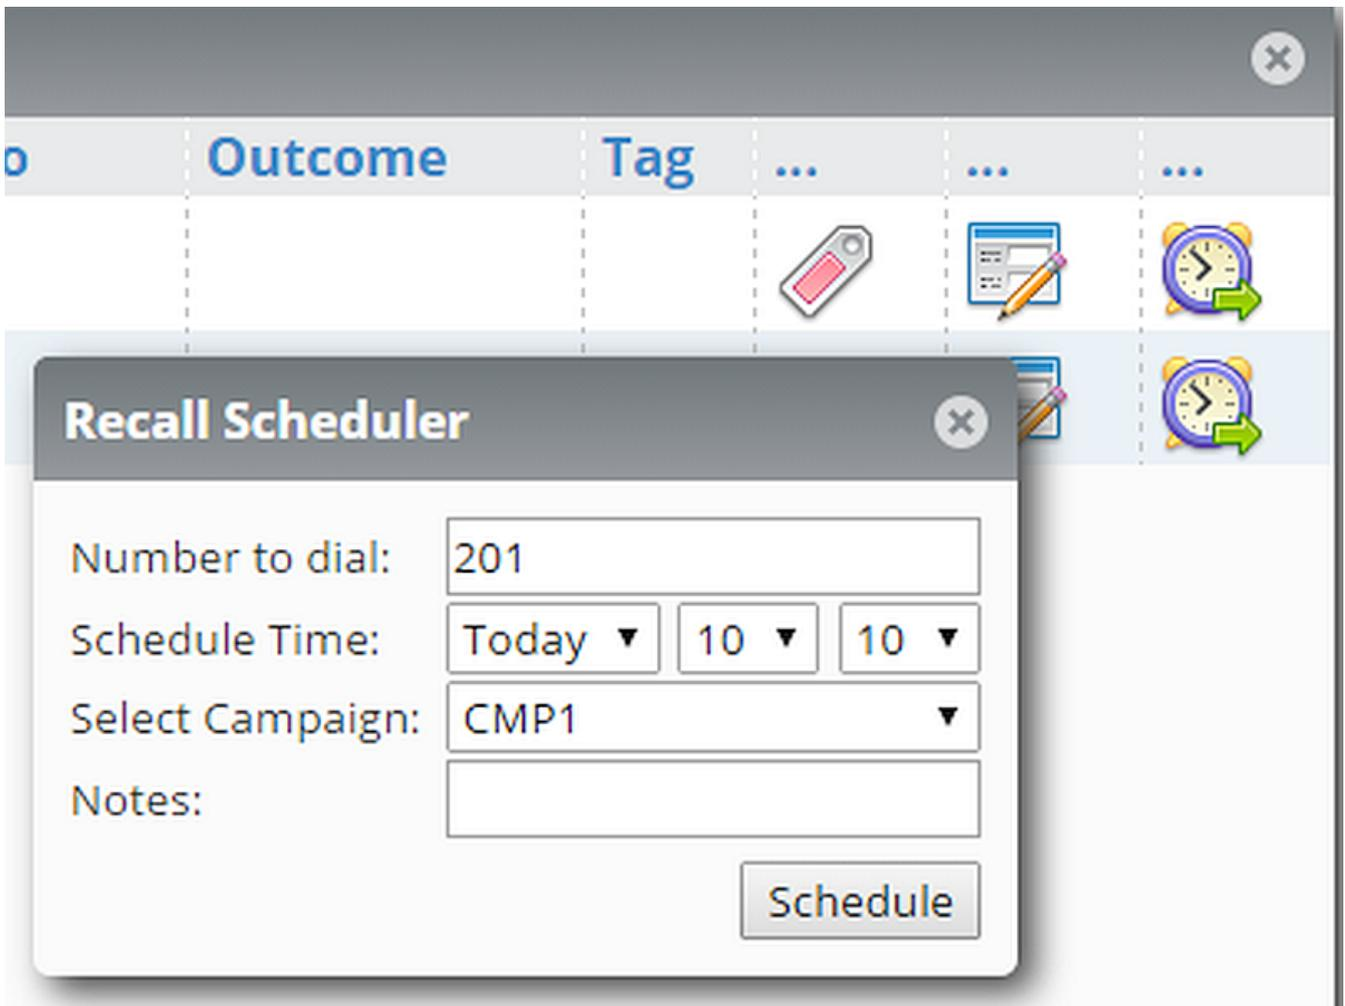 o Outcome Tag ... ... ...
Recall Scheduler
Number to dial: 201
Schedule Time: Today 10 10
Select Campaign: CMP1
Notes:
Schedule